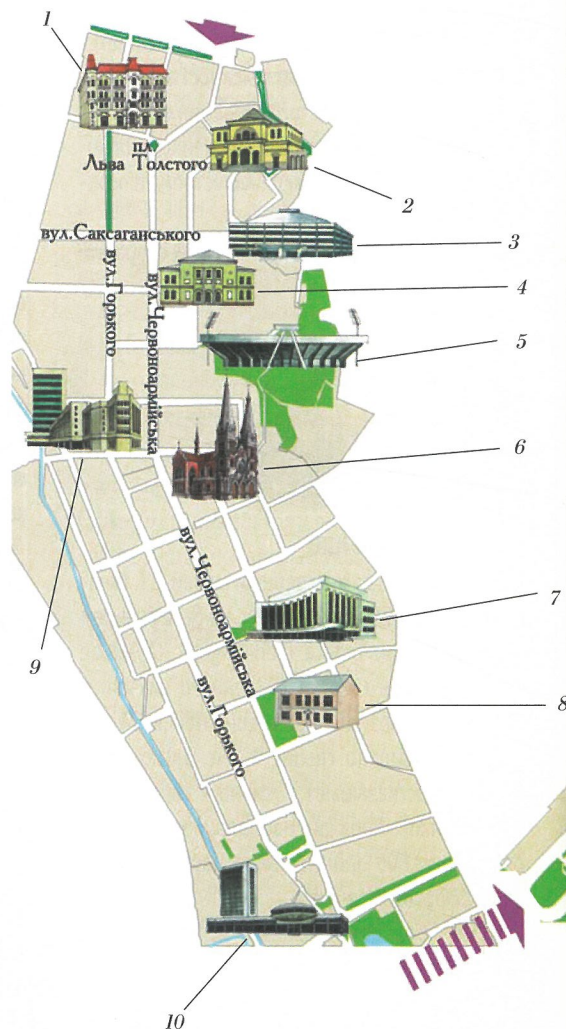 1
пл.
Льва Толстого
2
вул.Саксаганського
3
4
вул.Горького
вул.Червоноармійська
5
6
вул. Червоноармійська
7
9
вул.Горького
8
10